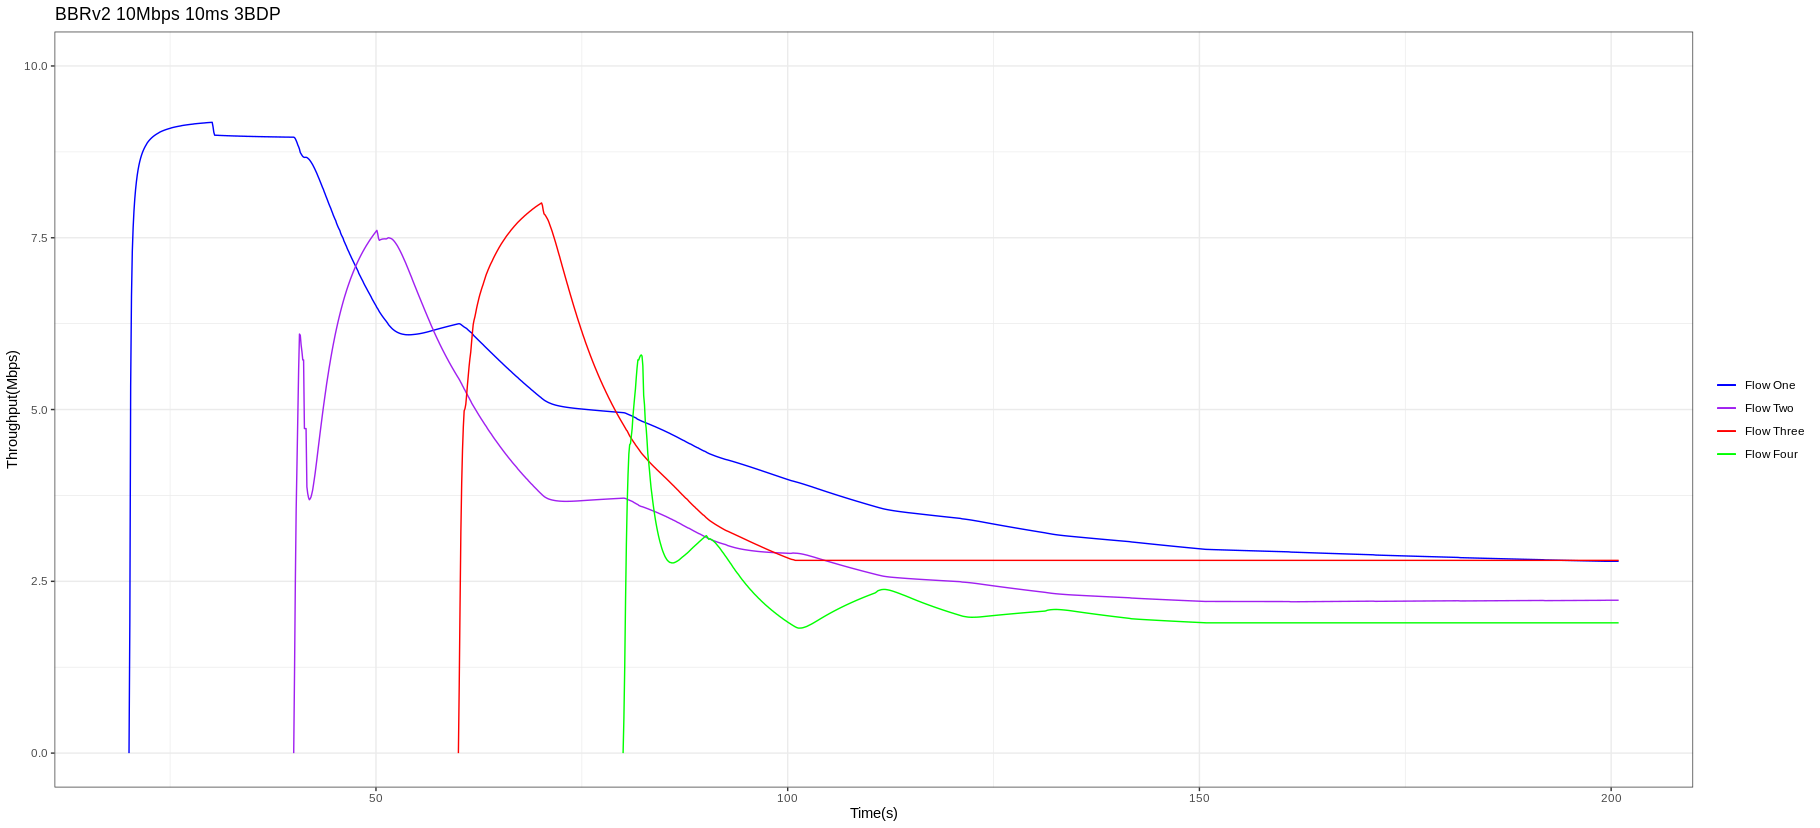 BBRv2 10Mbps 10ms 3BDP
10.0
7.5
5.0
2.5
0.0
Throughput(Mbps)
50
100
150
200
Time(s)
Flow One
Flow Two
Flow Three
Flow Four